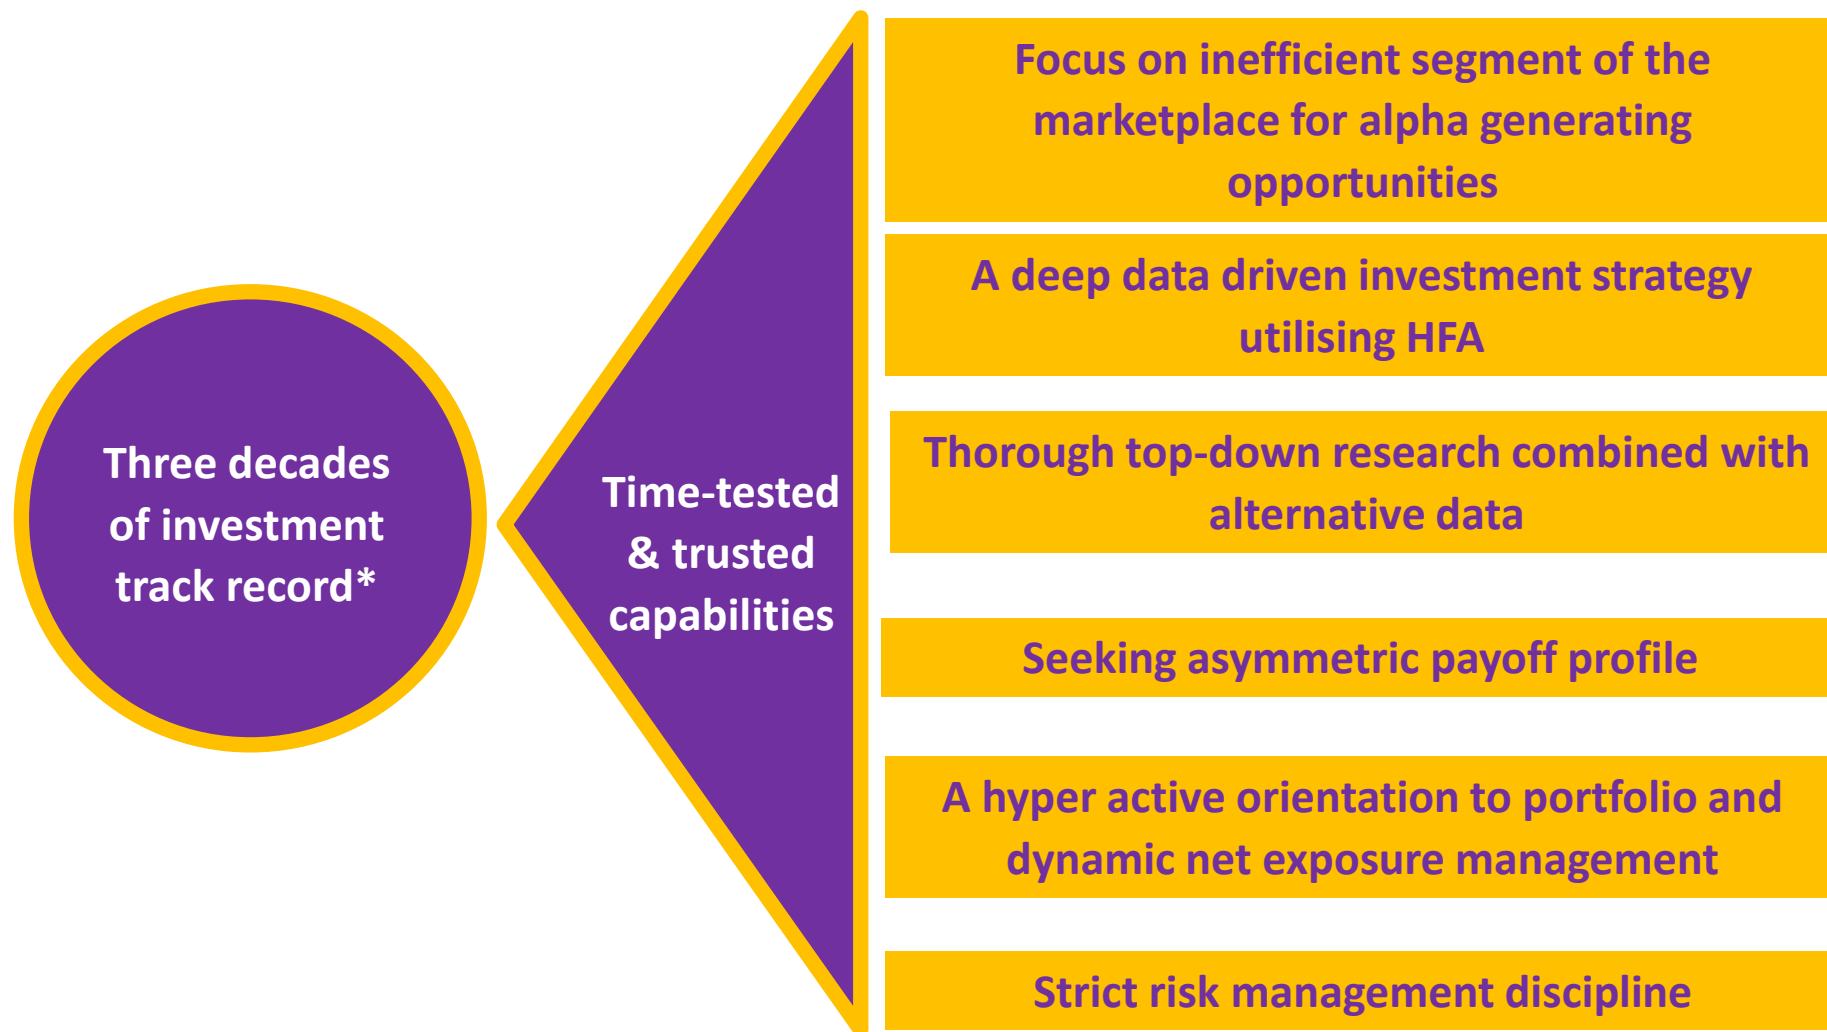 Three decades
of investment
track record*
Time-tested
& trusted
capabilities
Focus on inefficient segment of the
marketplace for alpha generating
opportunities
A deep data driven investment strategy
utilising HFA
Thorough top-down research combined with
alternative data
Seeking asymmetric payoff profile
A hyper active orientation to portfolio and
dynamic net exposure management
Strict risk management discipline